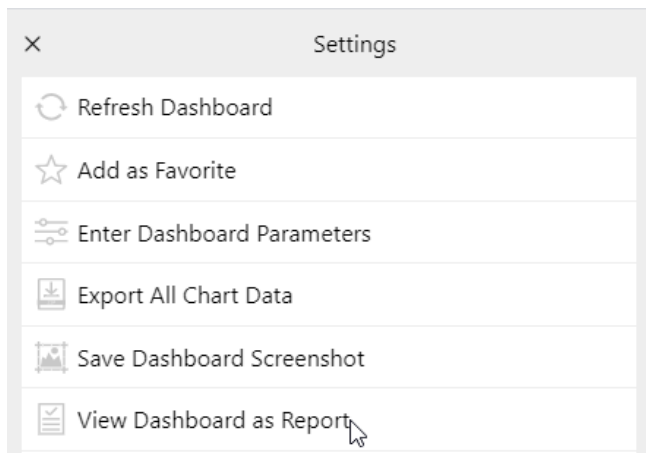 Settings
Refresh Dashboard
Add as Favorite
Enter Dashboard Parameters
Export All Chart Data
Save Dashboard Screenshot
View Dashboard as Report